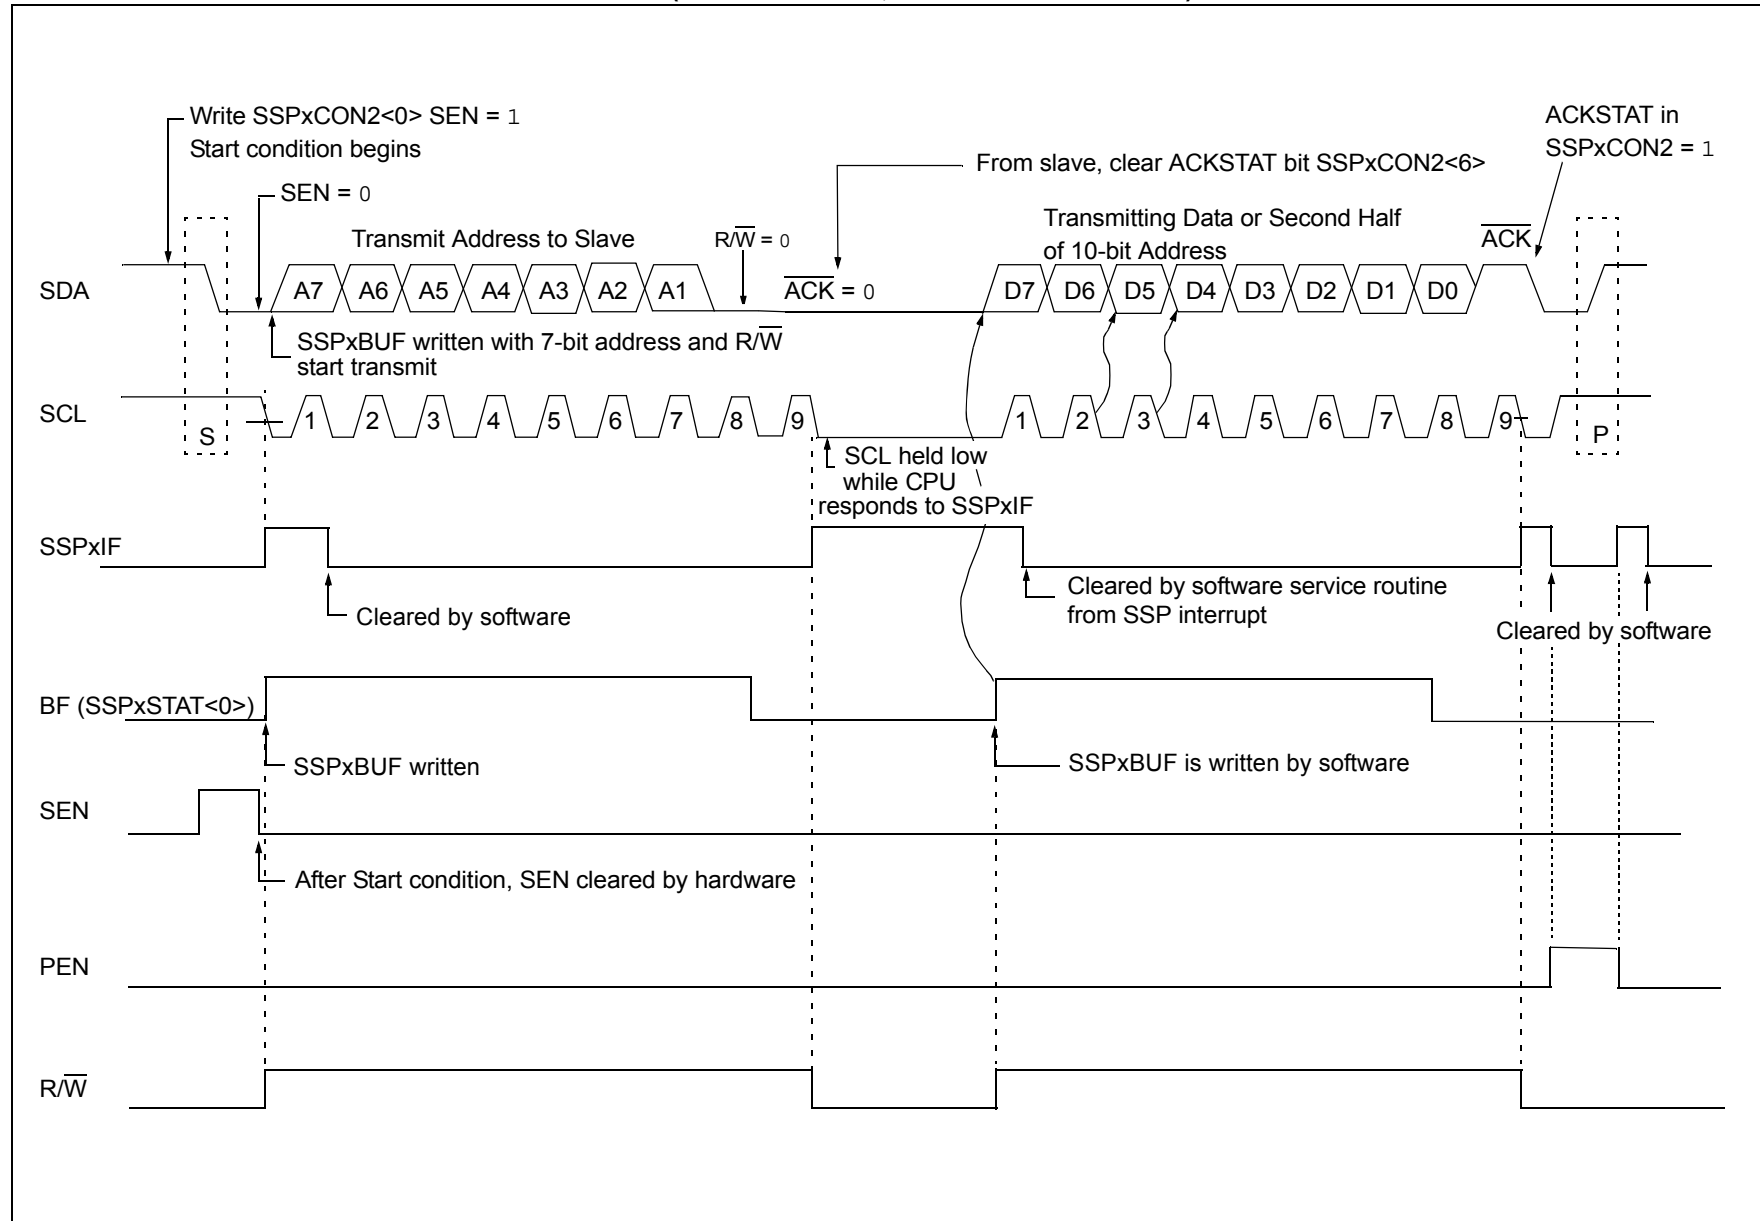 Write SSPxCON2<0> SEN = 1
Start condition begins
ACKSTAT in
SSPxCON2 = 1
From slave, clear ACKSTAT bit SSPxCON2<6>
SEN = 0
Transmit Address to Slave
R/W̅ = 0
Transmitting Data or Second Half
of 10-bit Address
A̅C̅K̅
SDA
A7 A6 A5 A4 A3 A2 A1
A̅C̅K̅ = 0
D7 D6 D5 D4 D3 D2 D1 D0
SSPxBUF written with 7-bit address and R/W̅
start transmit
SCL
S
1 2 3 4 5 6 7 8 9
1 2 3 4 5 6 7 8 9
P
SCL held low
while CPU
responds to SSPxIF
SSPxIF
Cleared by software
Cleared by software service routine
from SSP interrupt
Cleared by software
BF (SSPxSTAT<0>)
SSPxBUF written
SSPxBUF is written by software
SEN
After Start condition, SEN cleared by hardware
PEN
R/W̅